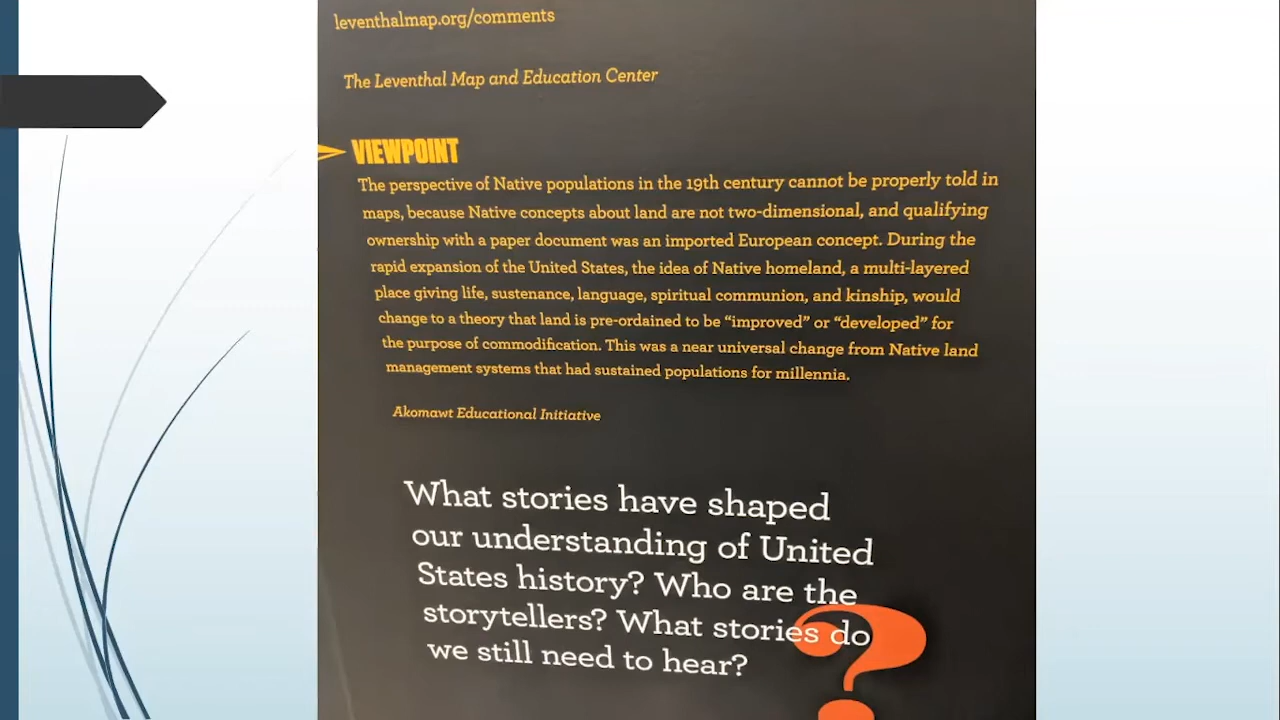 leventhalmap.org/comments
The Leventhal Map and Education Center
VIEWPOINT
The perspective of Native populations in the 19th century cannot be properly told in
maps, because Native concepts about land are not two-dimensional, and qualifying
ownership with a paper document was an imported European concept. During the
rapid expansion of the United States, the idea of Native homeland, a multi-layered
place giving life, sustenance, language, spiritual communion, and kinship, would
change to a theory that land is pre-ordained to be “improved” or “developed” for
the purpose of commodification. This was a near universal change from Native land
management systems that had sustained populations for millennia.
Akomawt Educational Initiative
What stories have shaped
our understanding of United
States history? Who are the
storytellers? What stories do
we still need to hear?
?